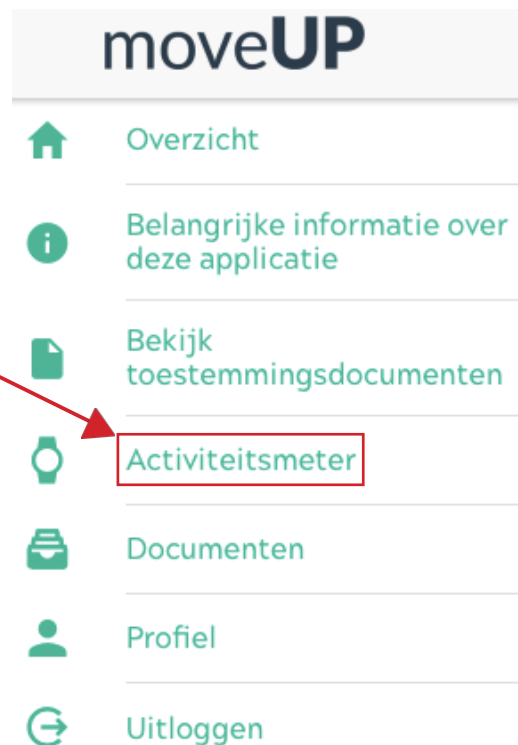 moveUP
Overzicht
Belangrijke informatie over
deze applicatie
Bekijk
toestemmingsdocumenten
Activiteitsmeter
Documenten
Profiel
Uitloggen